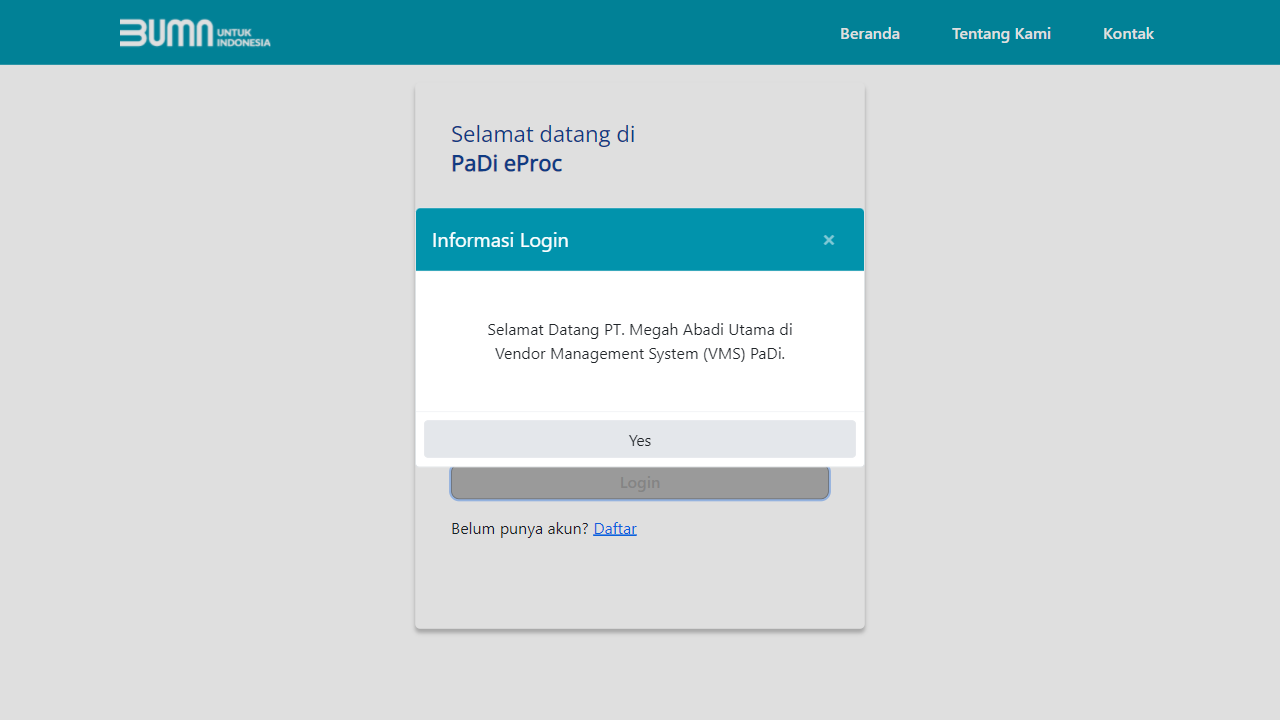 BUMN UNTUK INDONESIA
Beranda
Tentang Kami
Kontak
Selamat datang di
PaDi eProc
Informasi Login
×
Selamat Datang PT. Megah Abadi Utama di
Vendor Management System (VMS) PaDi.
Yes
Login
Belum punya akun? Daftar